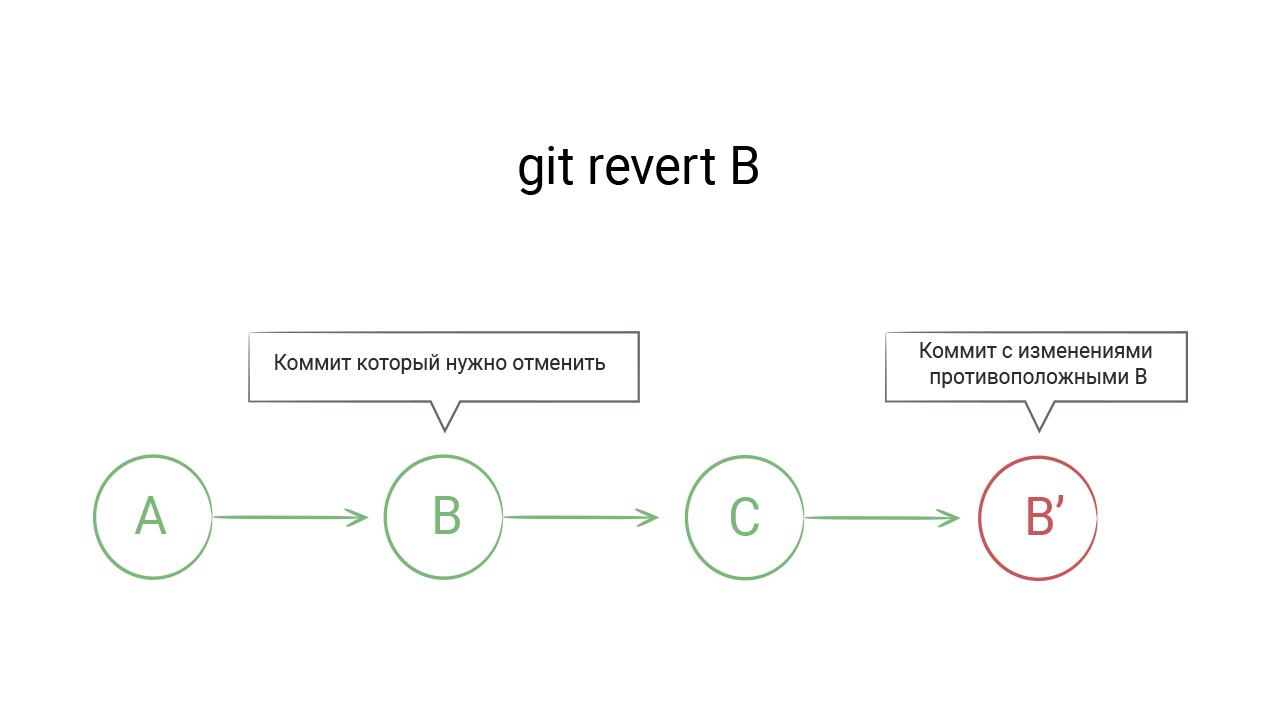 git revert B
Коммит который нужно отменить
Коммит с изменениями
противоположными B
A
B
C
B’